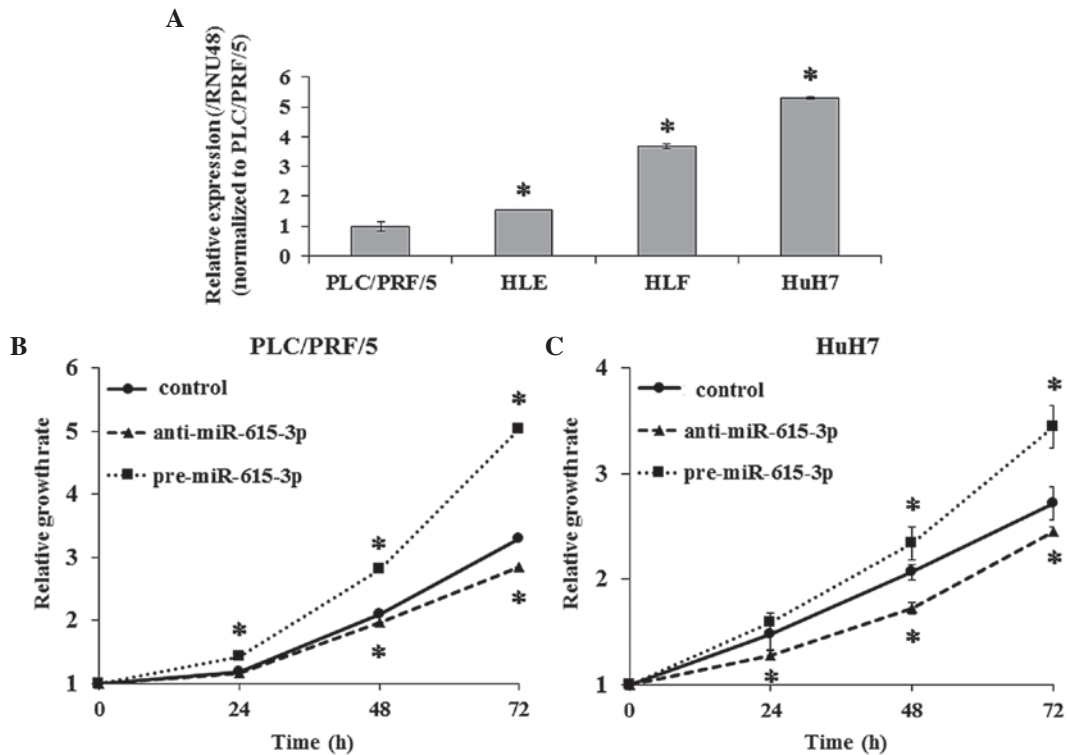 A
Relative expression (/RNU48)
(normalized to PLC/PRF/5)
6
5
4
3
2
1
0
*
*
*
PLC/PRF/5 HLE HLF HuH7
B
PLC/PRF/5
Relative growth rate
6
5
4
3
2
1
control
anti-miR-615-3p
pre-miR-615-3p
*
*
*
*
*
0 24 48 72
Time (h)
C
HuH7
Relative growth rate
4
3
2
1
control
anti-miR-615-3p
pre-miR-615-3p
*
*
*
*
*
0 24 48 72
Time (h)